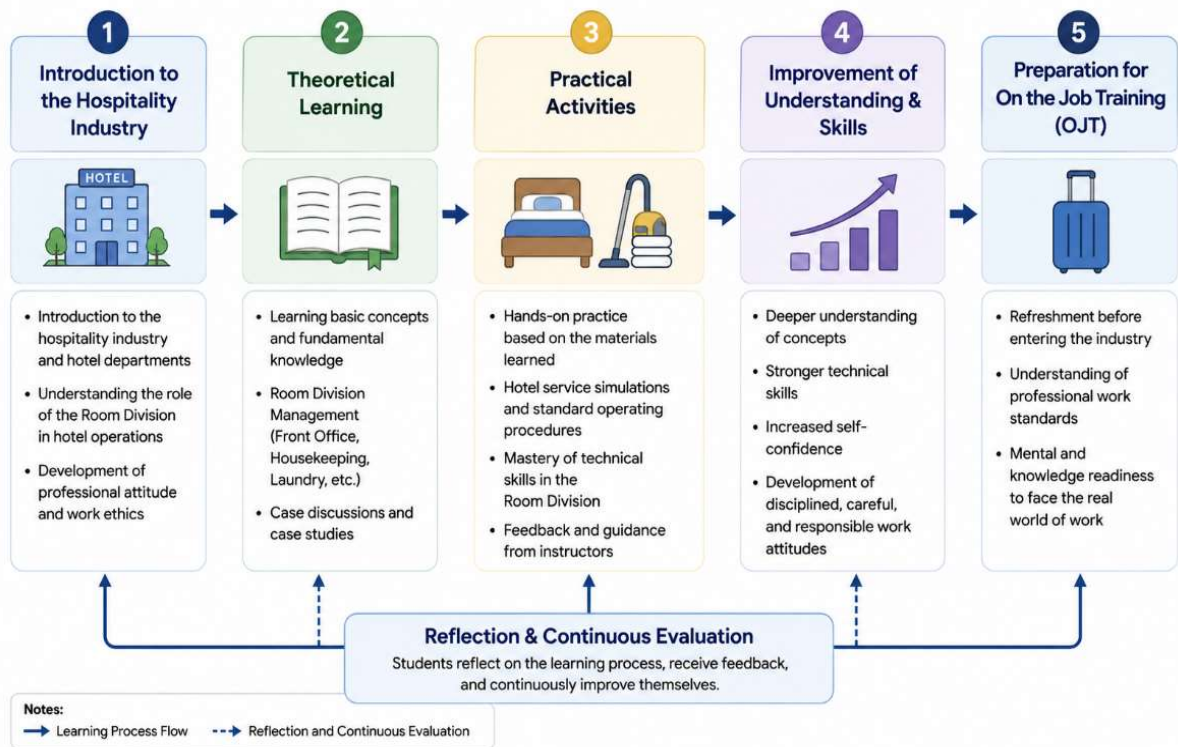 1
Introduction to
the Hospitality
Industry
HOTEL
• Introduction to the
hospitality industry
and hotel departments
• Understanding the role
of the Room Division
in hotel operations
• Development of
professional attitude
and work ethics
2
Theoretical
Learning
• Learning basic concepts
and fundamental
knowledge
• Room Division
Management
(Front Office,
Housekeeping,
Laundry, etc.)
• Case discussions and
case studies
3
Practical
Activities
• Hands-on practice
based on the materials
learned
• Hotel service simulations
and standard operating
procedures
• Mastery of technical
skills in the
Room Division
• Feedback and guidance
from instructors
4
Improvement of
Understanding &
Skills
• Deeper understanding
of concepts
• Stronger technical
skills
• Increased self-
confidence
• Development of
disciplined, careful,
and responsible work
attitudes
5
Preparation for
On the Job Training
(OJT)
• Refreshment before
entering the industry
• Understanding of
professional work
standards
• Mental and
knowledge readiness
to face the real
world of work
Reflection & Continuous Evaluation
Students reflect on the learning process, receive feedback,
and continuously improve themselves.
Notes:
Learning Process Flow
Reflection and Continuous Evaluation